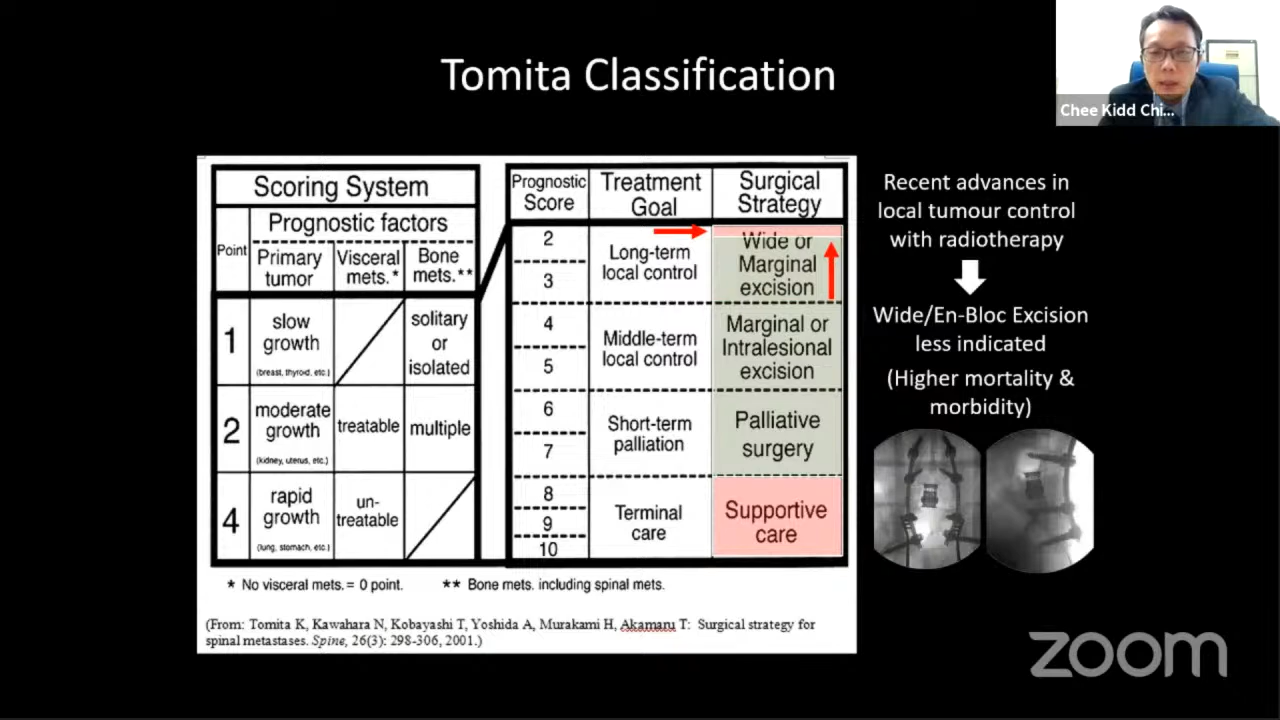 Tomita Classification
Chee Kidd Chi...
Scoring System
Prognostic factors
Point
Primary
tumor
Visceral
mets.*
Bone
mets.**
1
slow
growth
(breast, thyroid, etc.)
solitary
or
isolated
2
moderate
growth
(kidney, uterus, etc.)
treatable
multiple
4
rapid
growth
(lung, stomach, etc.)
un-
treatable
Prognostic
Score
Treatment
Goal
Surgical
Strategy
2
3
Long-term
local control
Wide or
Marginal
excision
4
5
Middle-term
local control
Marginal or
Intralesional
excision
6
7
Short-term
palliation
Palliative
surgery
8
9
10
Terminal
care
Supportive
care
* No visceral mets. = 0 point.
** Bone mets. including spinal mets.
(From: Tomita K, Kawahara N, Kobayashi T, Yoshida A, Murakami H, Akamaru T: Surgical strategy for
spinal metastases. Spine, 26(3): 298-306, 2001.)
Recent advances in
local tumour control
with radiotherapy
Wide/En-Bloc Excision
less indicated
(Higher mortality &
morbidity)
zoom